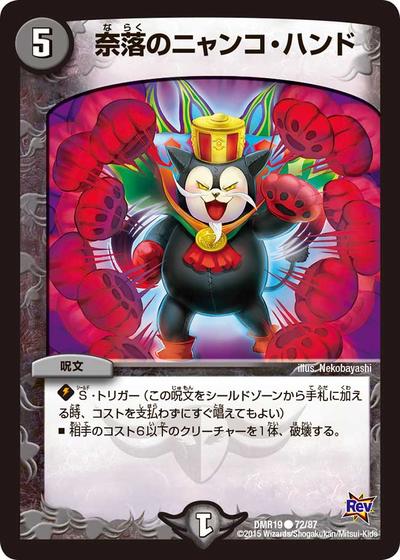 5
奈落のニャンコ・ハンド
ならく
illus. Nekobayashi
呪文
S・トリガー(この呪文をシールドゾーンから手札に加え
る時、コストを支払わずにすぐ唱えてもよい)
■ 相手のコスト6以下のクリーチャーを1体、破壊する。
DMR19 ● 72/87
Rev
©2015 Wizards/Shogakukan/Mitsui-Kids